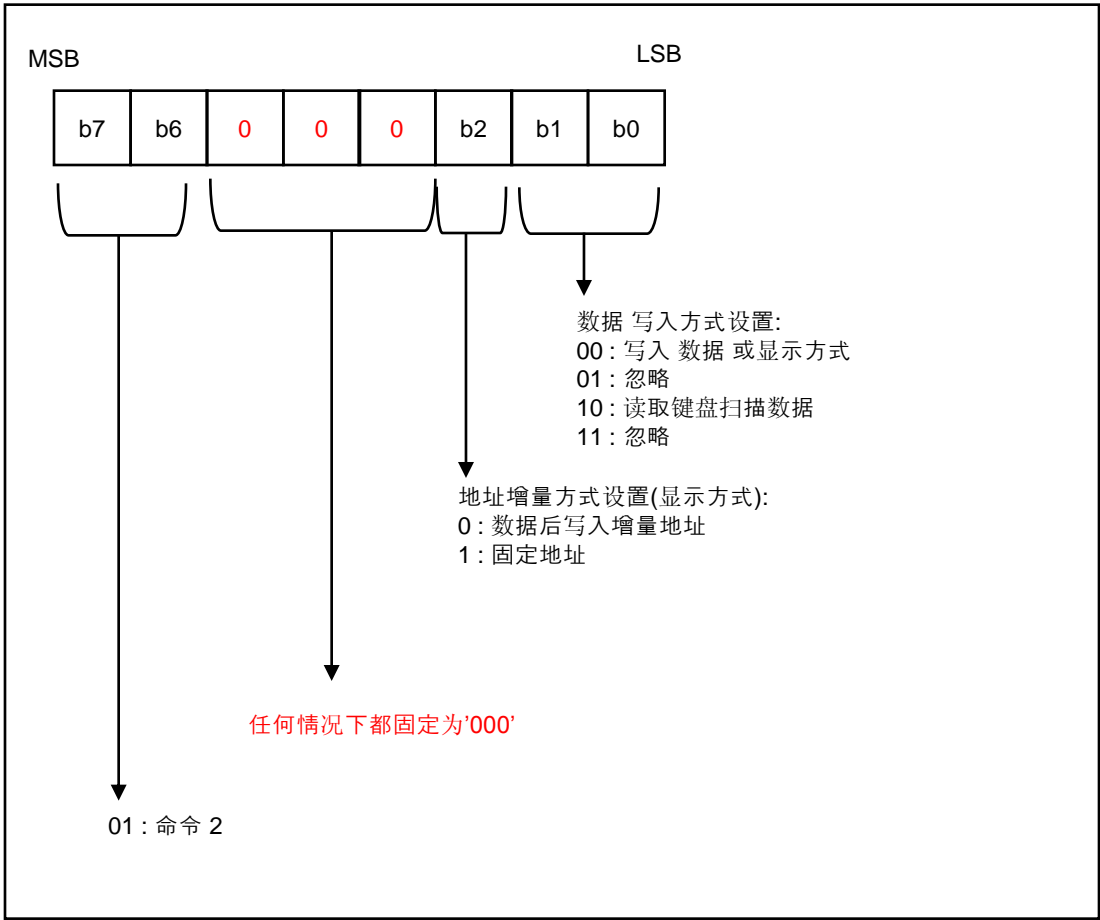 MSB
LSB
b7 b6 0 0 0 b2 b1 b0
数据 写入方式设置:
00 : 写入 数据 或显示方式
01 : 忽略
10 : 读取键盘扫描数据
11 : 忽略
地址增量方式设置(显示方式):
0 : 数据后写入增量地址
1 : 固定地址
任何情况下都固定为’000’
01 : 命令 2